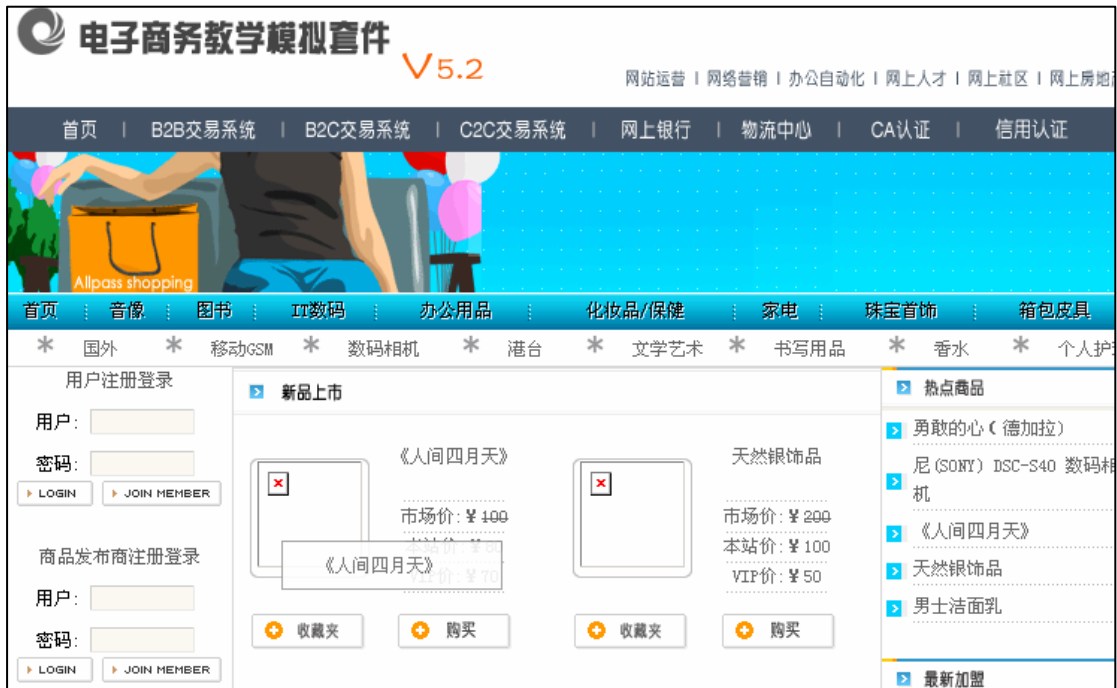 电子商务教学模拟套件
V5.2
网站运营 | 网络营销 | 办公自动化 | 网上人才 | 网上社区 | 网上房地
首页 | B2B交易系统 | B2C交易系统 | C2C交易系统 | 网上银行 | 物流中心 | CA认证 | 信用认证
Allpass shopping
首页 音像 图书 IT数码 办公用品 化妆品/保健 家电 珠宝首饰 箱包皮具
* 国外 * 移动GSM * 数码相机 * 港台 * 文学艺术 * 书写用品 * 香水 * 个人护
用户注册登录
用户:
密码:
LOGIN JOIN MEMBER
商品发布商注册登录
用户:
密码:
LOGIN JOIN MEMBER
新品上市
《人间四月天》
市场价:¥100
本站价:¥80
VIP价:¥70
《人间四月天》
收藏夹 购买
天然银饰品
市场价:¥200
本站价:¥100
VIP价:¥50
收藏夹 购买
热点商品
勇敢的心(德加拉)
尼(SONY) DSC-S40 数码相
机
《人间四月天》
天然银饰品
男士洁面乳
最新加盟